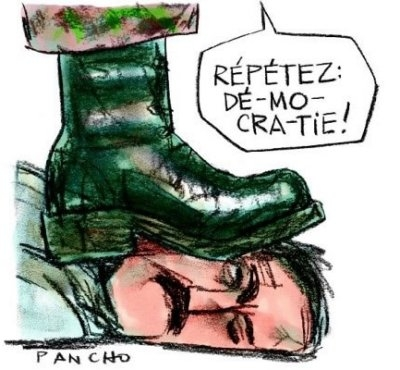 RÉPÉTEZ:
DÉ-MO-
CRA-TiE!
PANCHO